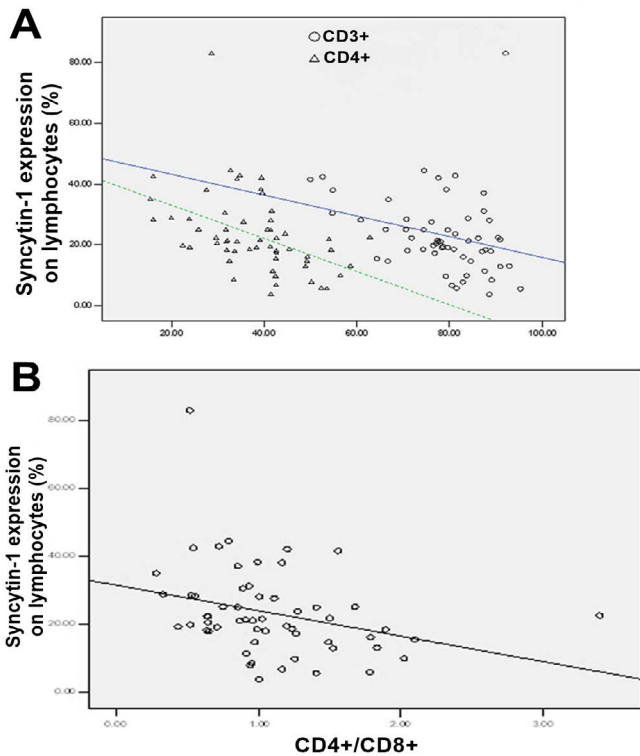 A
CD3+
CD4+
Syncytin-1 expression
on lymphocytes (%)
80.00
60.00
40.00
20.00
0.00
20.00
40.00
60.00
80.00
100.00
B
Syncytin-1 expression
on lymphocytes (%)
80.00
60.00
40.00
20.00
0.00
0.00
1.00
2.00
3.00
CD4+/CD8+